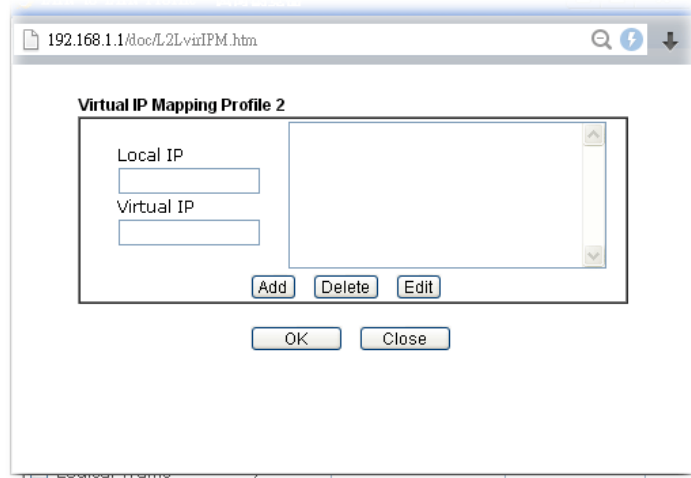 192.168.1.1/doc/L2LvirIPM.htm
Virtual IP Mapping Profile 2
Local IP
Virtual IP
Add Delete Edit
OK Close